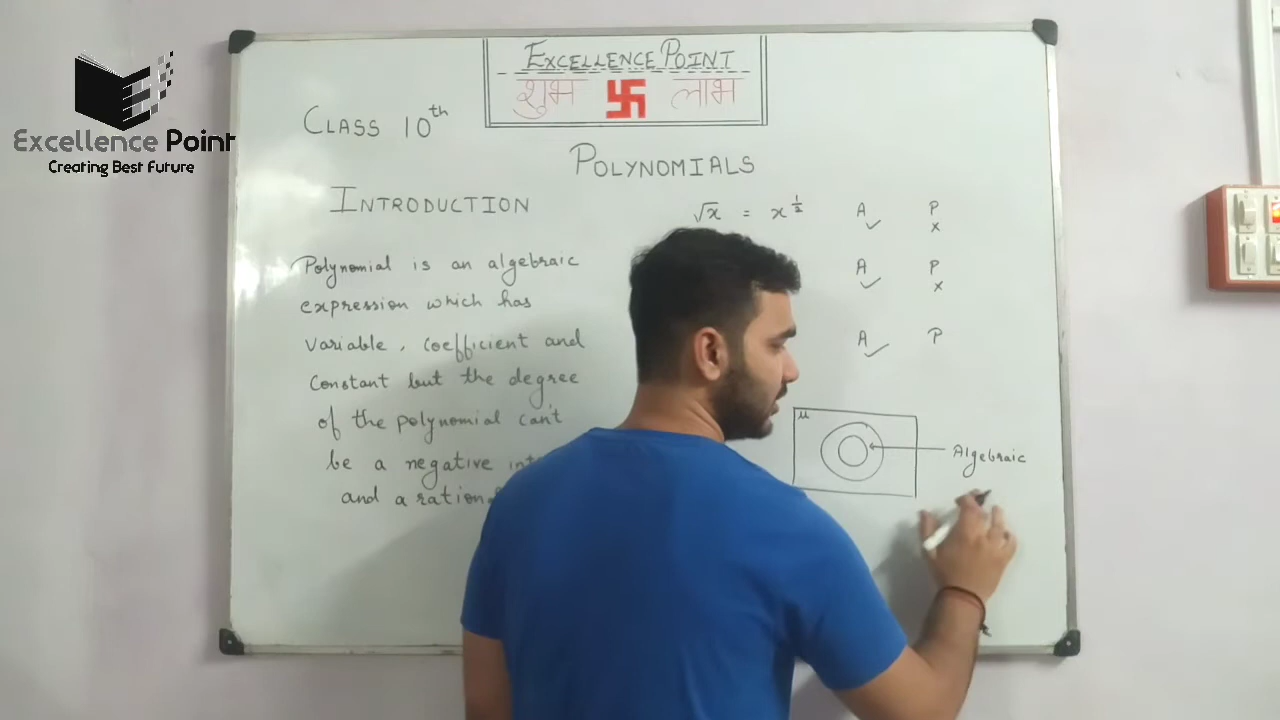 EXCELLENCE POINT
शुभ 卐 लाभ
Excellence Point
Creating Best Future
CLASS 10th
POLYNOMIALS
INTRODUCTION
Polynomial is an algebraic
expression which has
variable, coefficient and
Constant but the degree
of the polynomial can't
be a negative
and a
√x = x^1/2 A P
✓ x
A P
✓ x
A P
✓
μ
Algebraic